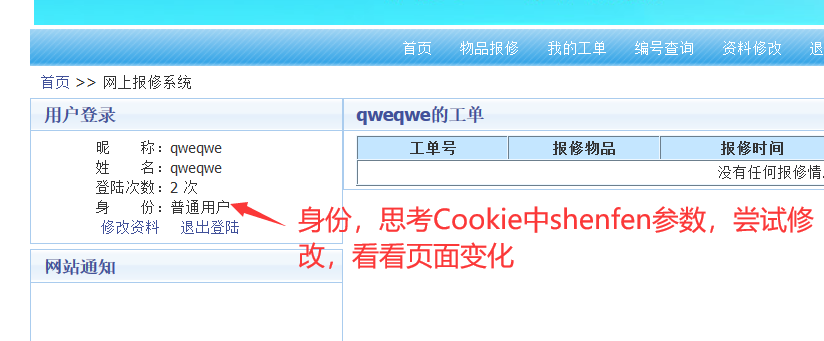 首页 物品报修 我的工单 编号查询 资料修改 退
首页 >> 网上报修系统
用户登录
昵 称：qweqwe
姓 名：qweqwe
登陆次数：2 次
身 份：普通用户
修改资料 退出登陆
网站通知
qweqwe的工单
工单号 报修物品 报修时间
没有任何报修情
身份，思考Cookie中shenfen参数，尝试修
改，看看页面变化